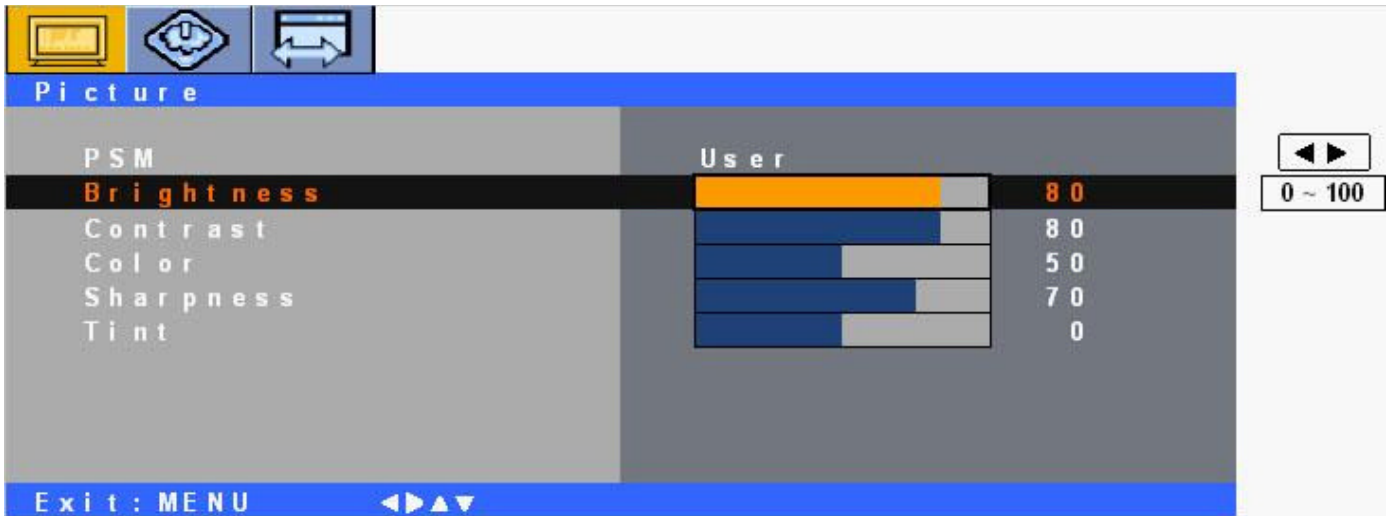 Picture
PSM User
Brightness 80 0 ~ 100
Contrast 80
Color 50
Sharpness 70
Tint 0
Exit: MENU